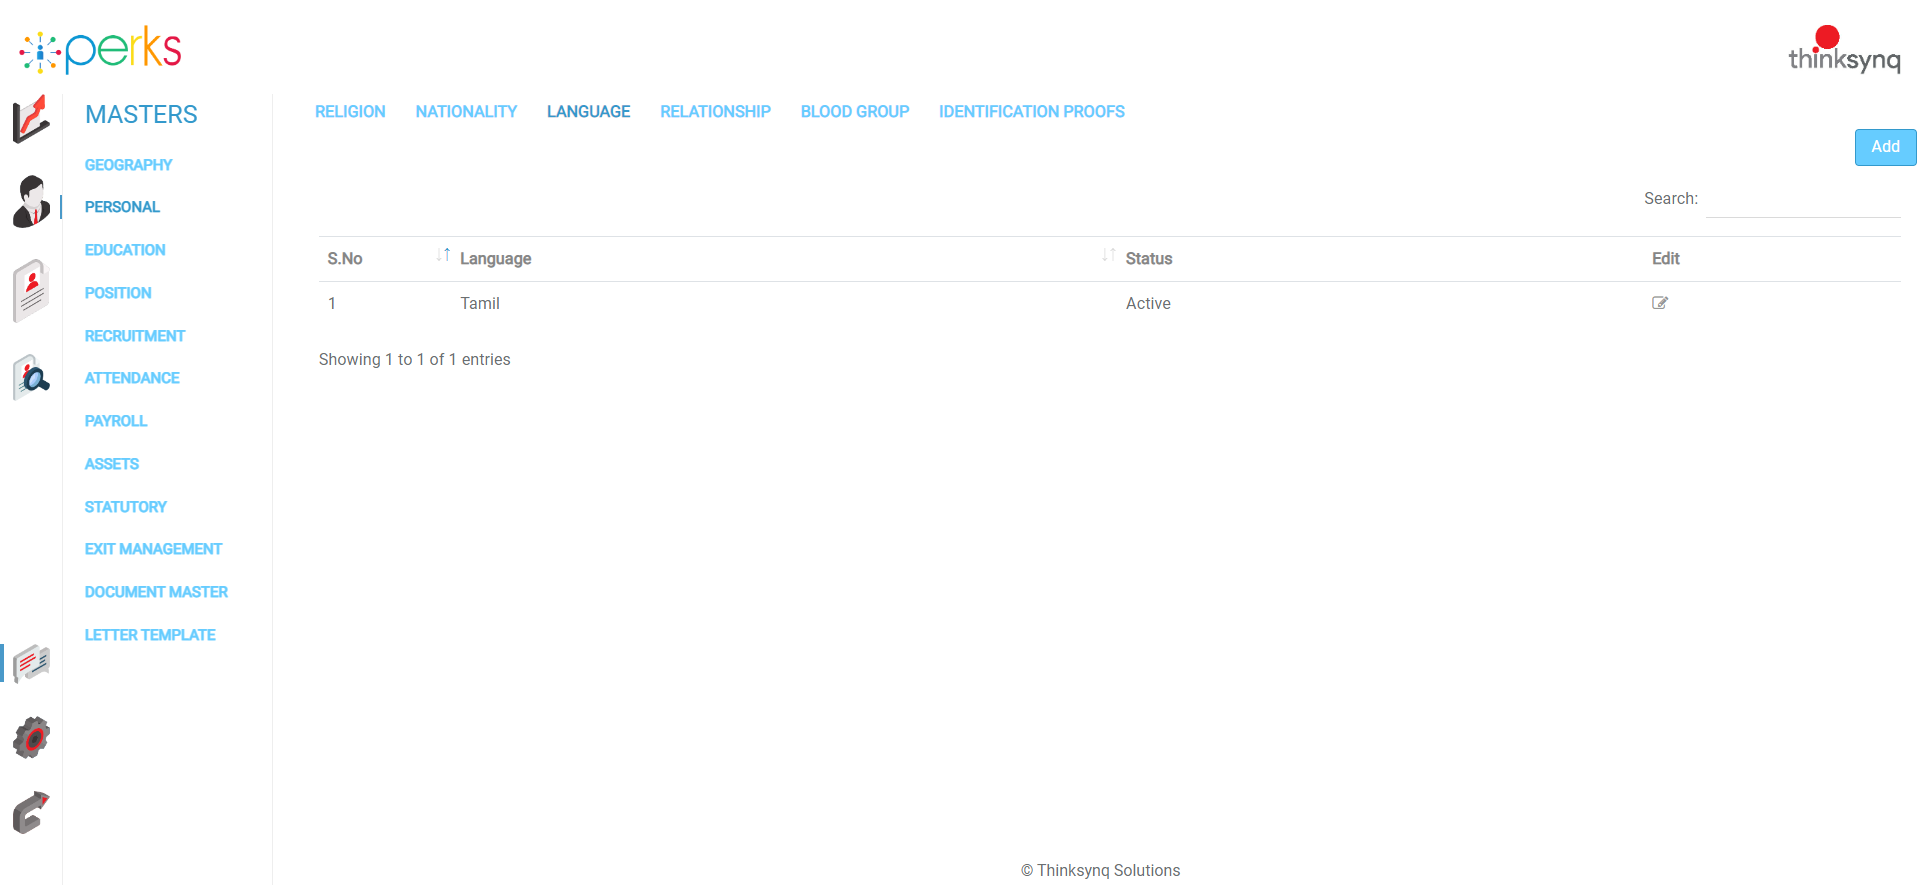 iperks
thinksynq
MASTERS
GEOGRAPHY
PERSONAL
EDUCATION
POSITION
RECRUITMENT
ATTENDANCE
PAYROLL
ASSETS
STATUTORY
EXIT MANAGEMENT
DOCUMENT MASTER
LETTER TEMPLATE
RELIGION NATIONALITY LANGUAGE RELATIONSHIP BLOOD GROUP IDENTIFICATION PROOFS
Add
Search:
S.No Language Status Edit
1 Tamil Active
Showing 1 to 1 of 1 entries
© Thinksynq Solutions